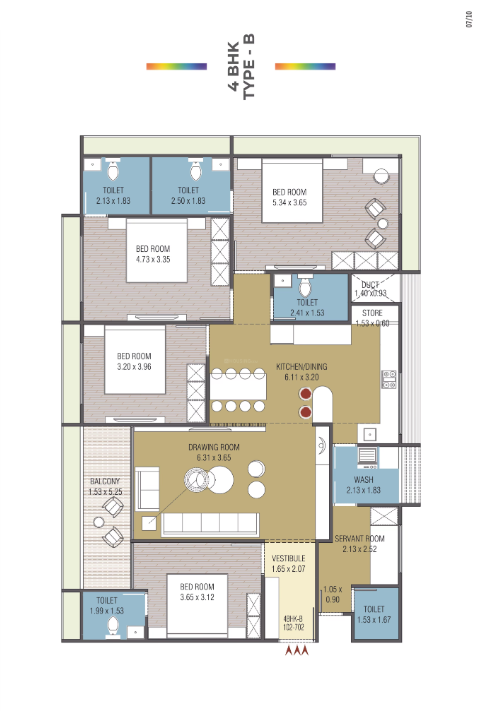 07/10
4 BHK
TYPE - B
TOILET
2.13 x 1.83
TOILET
2.50 x 1.83
BED ROOM
5.34 x 3.65
BED ROOM
4.73 x 3.35
DUCT
1.40 x0.93
TOILET
2.41 x 1.53
STORE
1.53 x 0.60
BED ROOM
3.20 x 3.96
KITCHEN/DINING
6.11 x 3.20
DRAWING ROOM
6.31 x 3.65
BALCONY
1.53 x 5.25
WASH
2.13 x 1.83
SERVANT ROOM
2.13 x 2.52
VESTIBULE
1.65 x 2.07
BED ROOM
3.65 x 3.12
1.05 x
0.90
TOILET
1.99 x 1.53
TOILET
1.53 x 1.67
4BHK-B
102-702